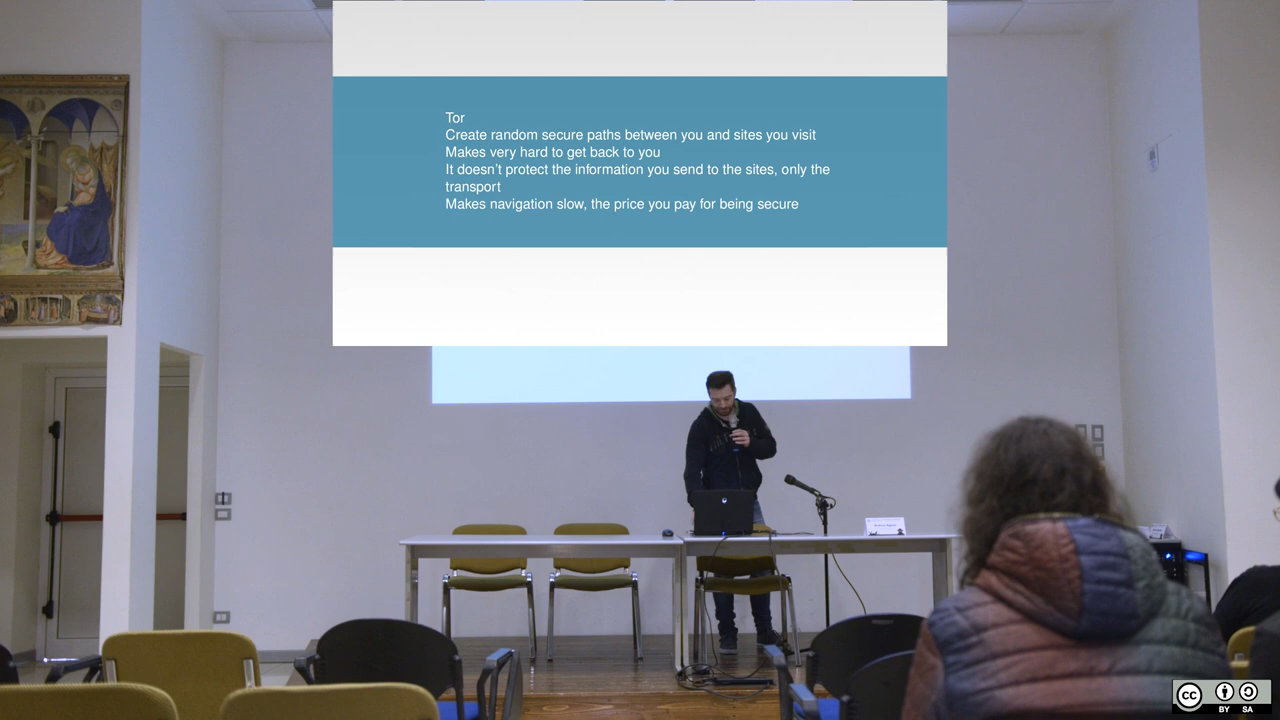 Tor
Create random secure paths between you and sites you visit
Makes very hard to get back to you
It doesn't protect the information you send to the sites, only the
transport
Makes navigation slow, the price you pay for being secure
cc
BY SA